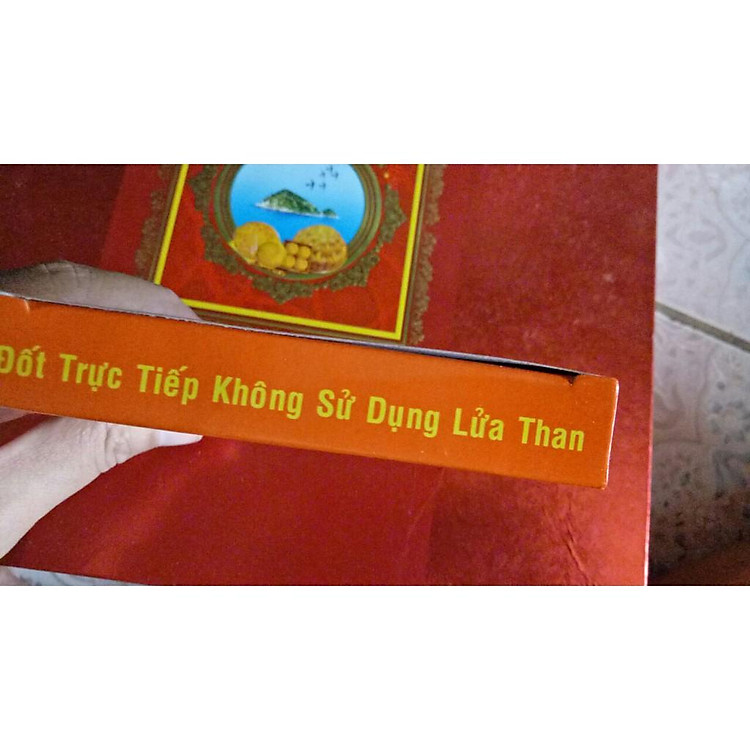 Đốt Trực Tiếp Không Sử Dụng Lửa Than